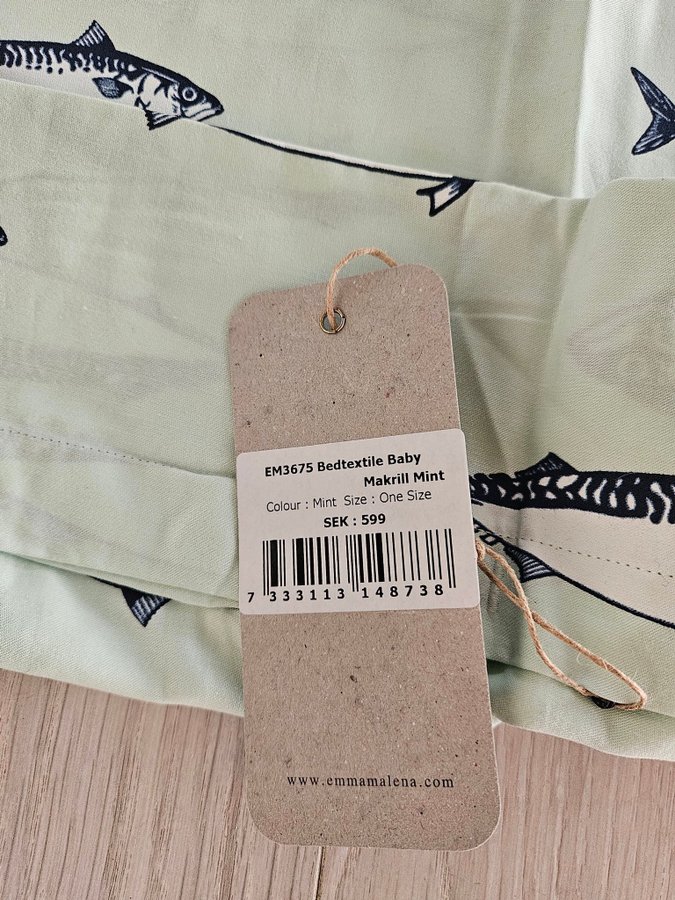 EM3675 Bedtextile Baby
Makrill Mint
Colour : Mint Size : One Size
SEK : 599
7 333113 148738
www.emmamalena.com